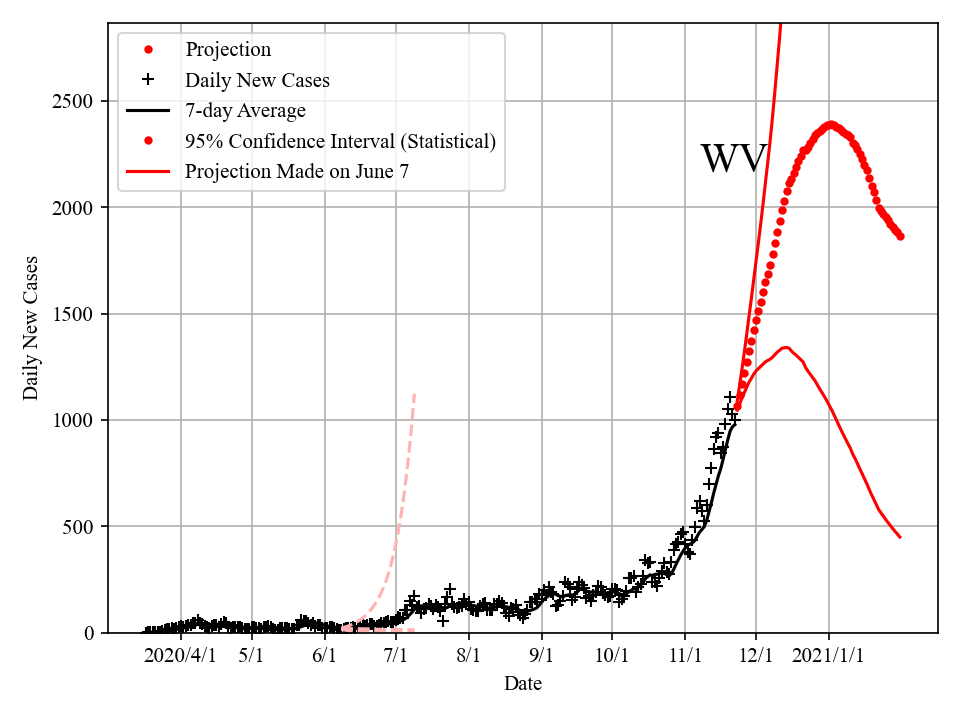 Projection
Daily New Cases
7-day Average
95% Confidence Interval (Statistical)
Projection Made on June 7
WV
Daily New Cases
2500
2000
1500
1000
500
0
2020/4/1 5/1 6/1 7/1 8/1 9/1 10/1 11/1 12/1 2021/1/1
Date